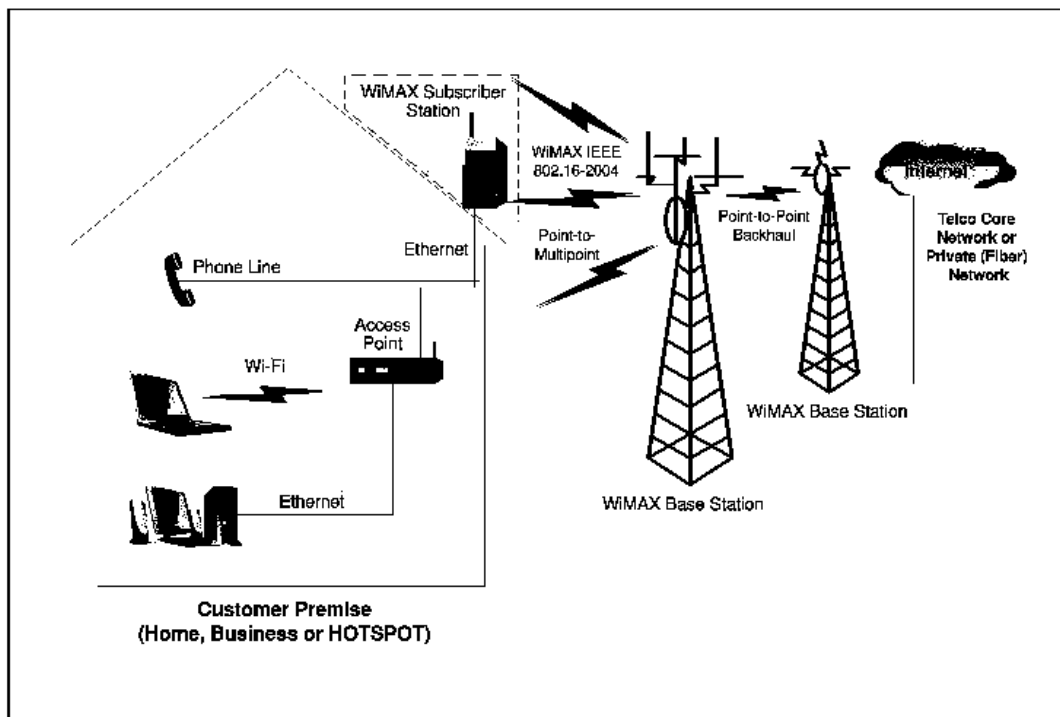 WiMAX Subscriber
Station
WiMAX IEEE
802.16-2004
Internet
Point-to-Point
Backhaul
Telco Core
Network or
Private (Fiber)
Network
Ethernet
Point-to-
Multipoint
Phone Line
Access
Point
Wi-Fi
WiMAX Base Station
Ethernet
WiMAX Base Station
Customer Premise
(Home, Business or HOTSPOT)